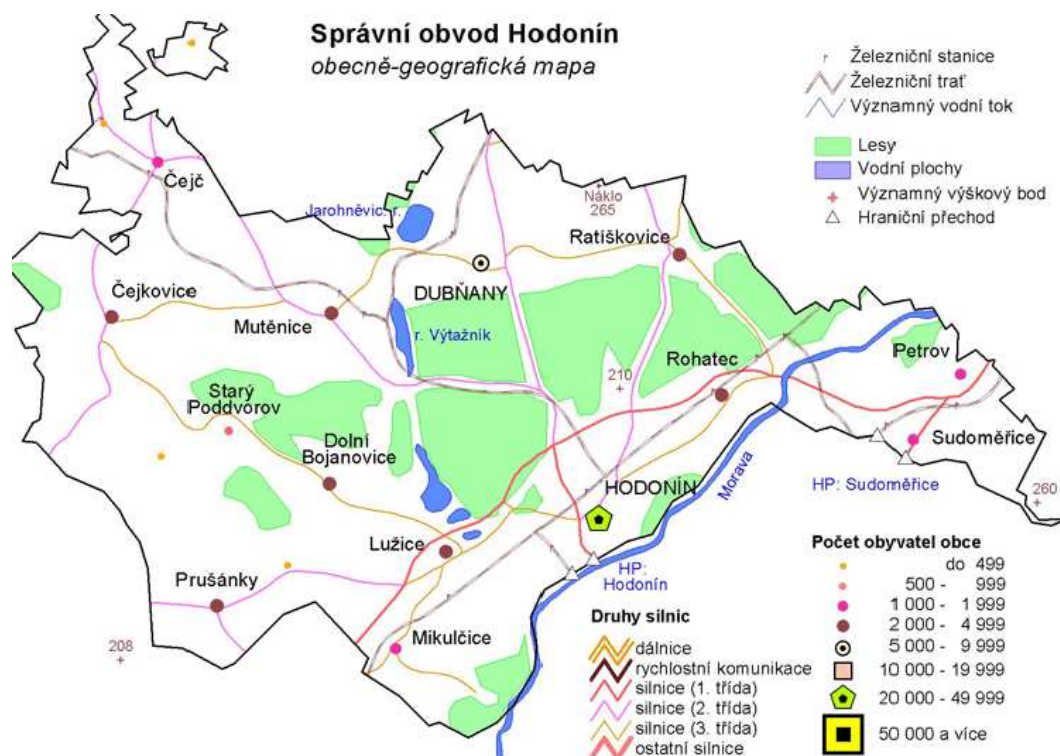 Správní obvod Hodonín
obecně-geografická mapa
Železniční stanice
Železniční trať
Významný vodní tok
Lesy
Vodní plochy
Významný výškový bod
Hraniční přechod
Čejč
Jarohněvic. r.
Náklo
265
Ratiškovice
DUBŇANY
Čejkovice
Mutěnice
r. Výtažník
Petrov
Rohatec
210
Starý
Poddvorov
Dolní
Bojanovice
Sudoměřice
Morava
HODONÍN
HP: Sudoměřice
260
Lužice
HP:
Hodonín
Prušánky
Mikulčice
208
Druhy silnic
dálnice
rychlostní komunikace
silnice (1. třída)
silnice (2. třída)
silnice (3. třída)
ostatní silnice
Počet obyvatel obce
do 499
500 - 999
1 000 - 1 999
2 000 - 4 999
5 000 - 9 999
10 000 - 19 999
20 000 - 49 999
50 000 a více